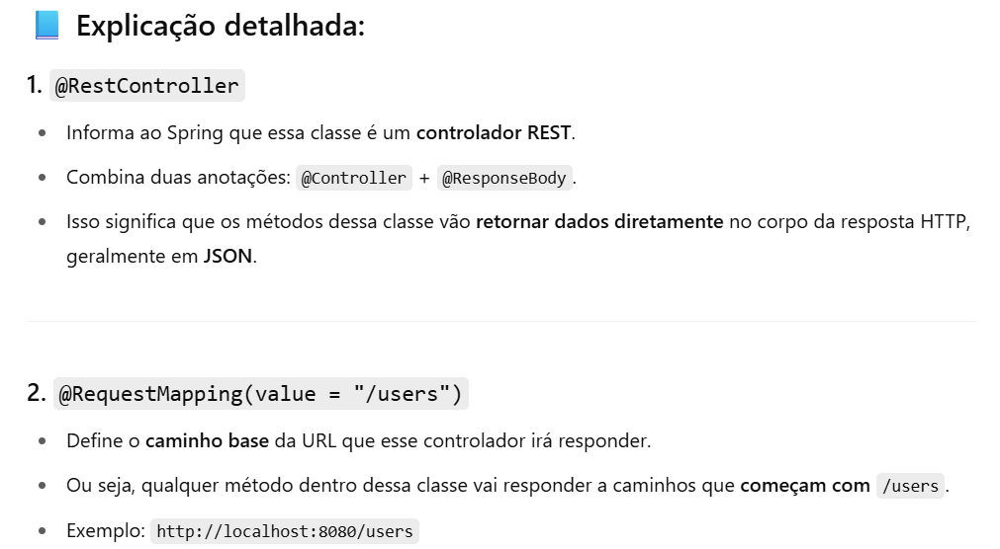 Explicação detalhada:
1. @RestController
• Informa ao Spring que essa classe é um controlador REST.
• Combina duas anotações: @Controller + @ResponseBody.
• Isso significa que os métodos dessa classe vão retornar dados diretamente no corpo da resposta HTTP,
geralmente em JSON.
2. @RequestMapping(value = "/users")
• Define o caminho base da URL que esse controlador irá responder.
• Ou seja, qualquer método dentro dessa classe vai responder a caminhos que começam com /users.
• Exemplo: http://localhost:8080/users